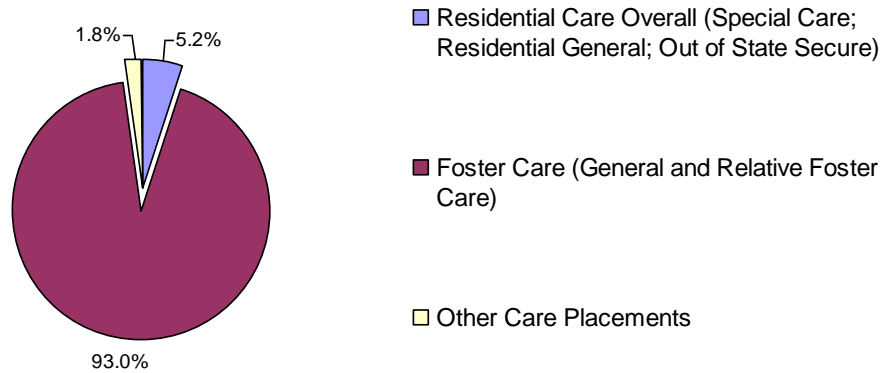 1.8%
5.2%
93.0%
Residential Care Overall (Special Care;
Residential General; Out of State Secure)
Foster Care (General and Relative Foster
Care)
Other Care Placements